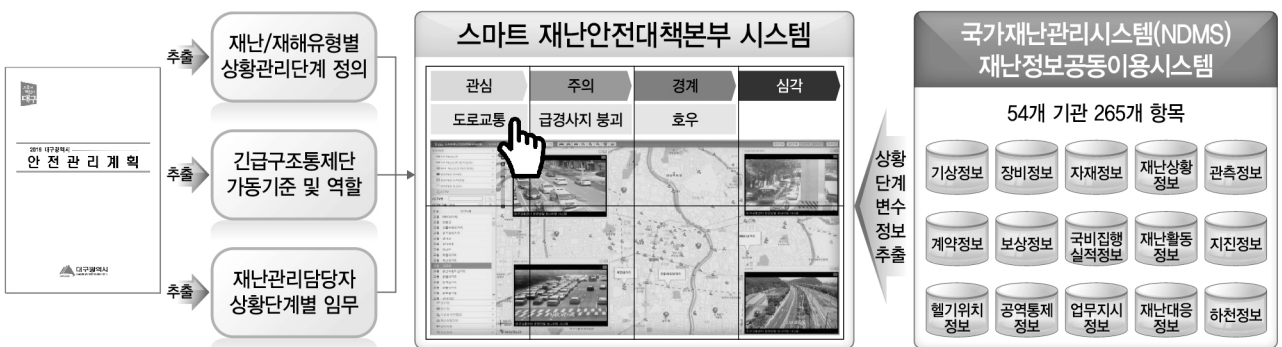 2019 대구광역시
안 전 관 리 계 획
대구광역시
추출
재난/재해유형별
상황관리단계 정의
추출
긴급구조통제단
가동기준 및 역할
추출
재난관리담당자
상황단계별 임무
스마트 재난안전대책본부 시스템
관심
주의
경계
심각
도로교통
급경사지 붕괴
호우
상황
단계
변수
정보
추출
국가재난관리시스템(NDMS)
재난정보공동이용시스템
54개 기관 265개 항목
기상정보
장비정보
자재정보
재난상황
정보
관측정보
계약정보
보상정보
국비집행
실적정보
재난활동
정보
지진정보
헬기위치
정보
공역통제
정보
업무지시
정보
재난대응
정보
하천정보